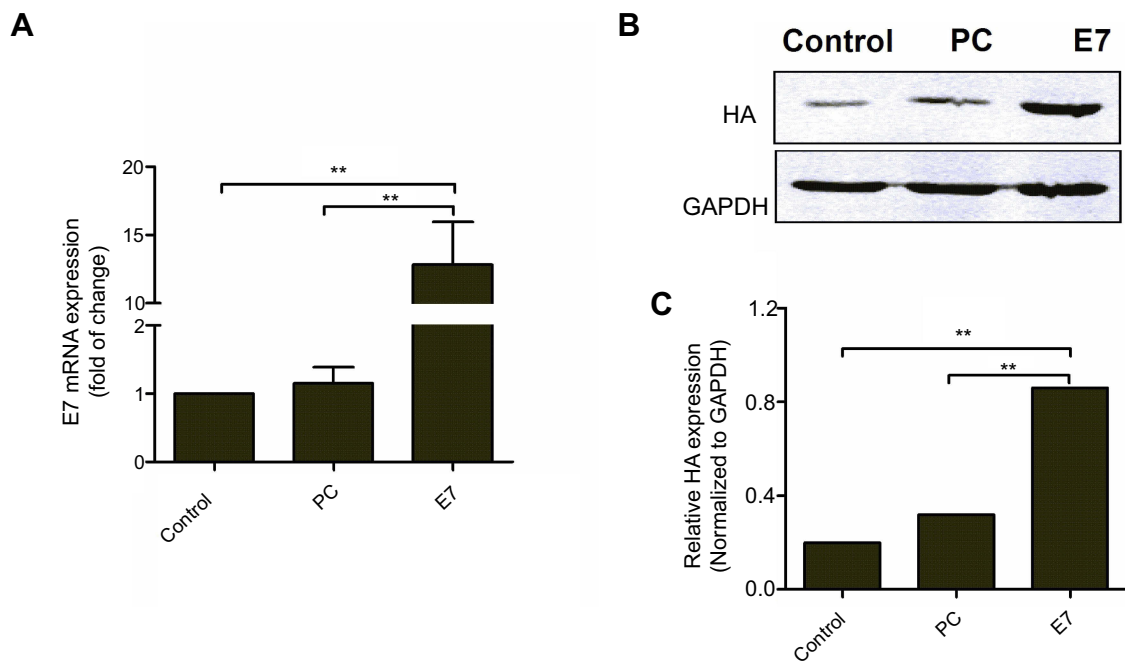 A
E7 mRNA expression
(fold of change)
20
15
10
2
1
0
**
**
Control
PC
E7
B
Control PC E7
HA
GAPDH
C
Relative HA expression
(Normalized to GAPDH)
1.2
0.8
0.4
0.0
**
**
Control
PC
E7